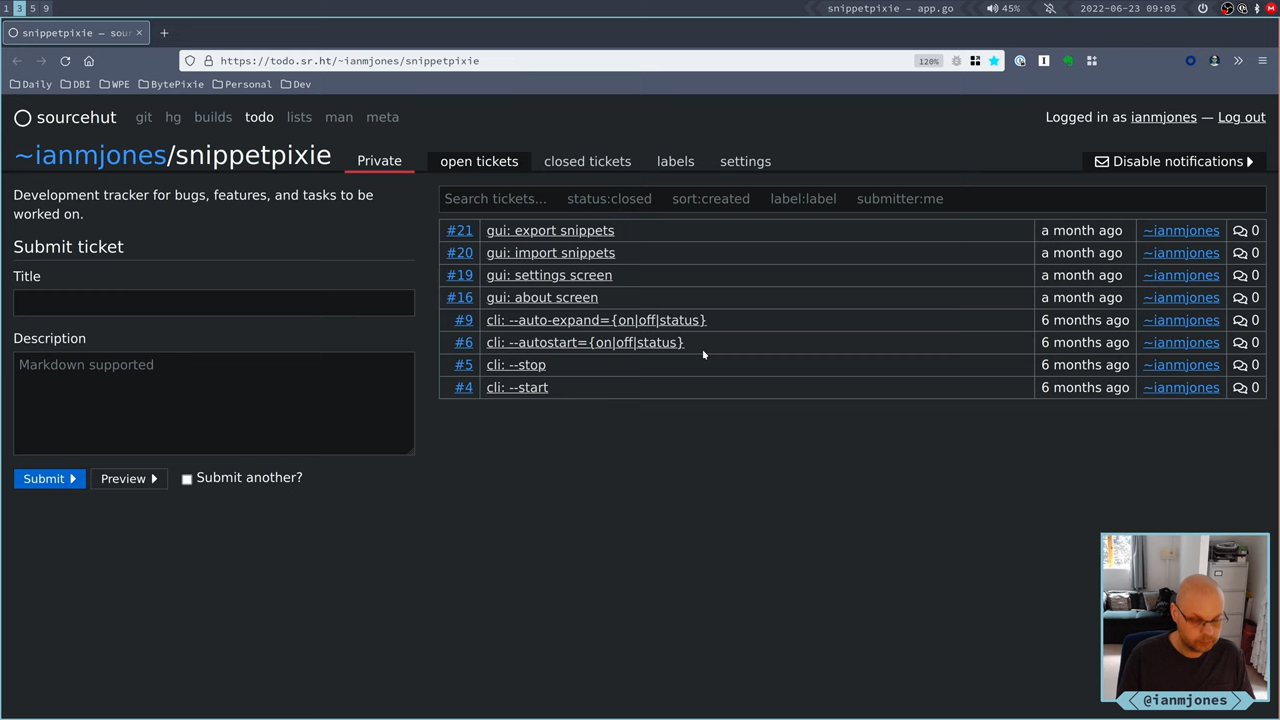 1 3 5 9
snippetpixie — app.go
45%
2022-06-23 09:05
snippetpixie — sour
https://todo.sr.ht/~ianmjones/snippetpixie
120%
Daily DBI WPE BytePixie Personal Dev
sourcehut git hg builds todo lists man meta
Logged in as ianmjones — Log out
~ianmjones/snippetpixie Private open tickets closed tickets labels settings
Disable notifications
Development tracker for bugs, features, and tasks to
be worked on.
Submit ticket
Title
Description
Markdown supported
Submit Preview Submit another?
Search tickets... status:closed sort:created label:label submitter:me
#21 gui: export snippets a month ago ~ianmjones 0
#20 gui: import snippets a month ago ~ianmjones 0
#19 gui: settings screen a month ago ~ianmjones 0
#16 gui: about screen a month ago ~ianmjones 0
#9 cli: --auto-expand={on|off|status} 6 months ago ~ianmjones 0
#6 cli: --autostart={on|off|status} 6 months ago ~ianmjones 0
#5 cli: --stop 6 months ago ~ianmjones 0
#4 cli: --start 6 months ago ~ianmjones 0
@ianmjones